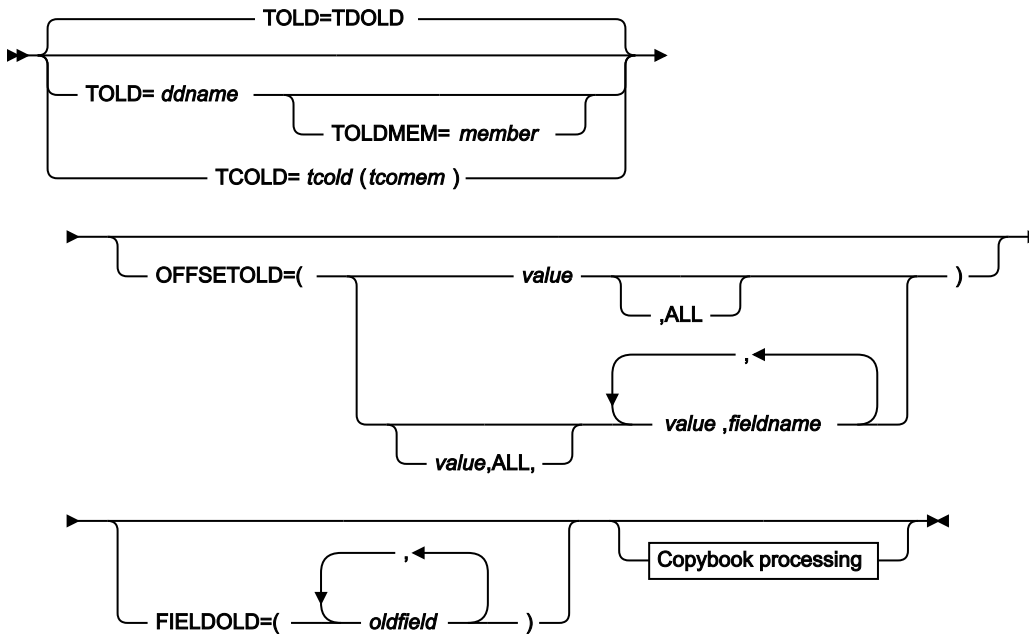 TOLD=TDOLD
TOLD= ddname
TOLDMEM= member
TCOLD= tcold (tcomem )
OFFSETOLD=( value )
,ALL
,
value ,fieldname
value,ALL,
,
Copybook processing
FIELDOLD=( oldfield )